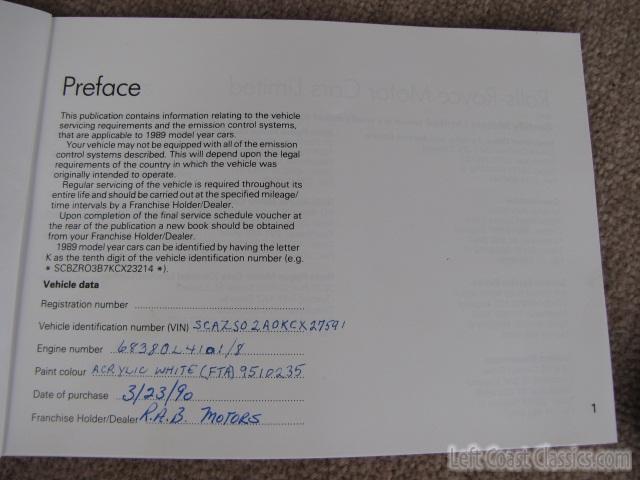 Preface
This publication contains information relating to the vehicle
servicing requirements and the emission control systems,
that are applicable to 1989 model year cars.
Your vehicle may not be equipped with all of the emission
control systems described. This will depend upon the legal
requirements of the country in which the vehicle was
originally intended to operate.
Regular servicing of the vehicle is required throughout its
entire life and should be carried out at the specified mileage/
time intervals by a Franchise Holder/Dealer.
Upon completion of the final service schedule voucher at
the rear of the publication a new book should be obtained
from your Franchise Holder/Dealer.
1989 model year cars can be identified by having the letter
K as the tenth digit of the vehicle identification number (e.g.
* SCBZRO3B7KCX23214 *).
Vehicle data
Registration number
Vehicle identification number (VIN) SCAZS02A0KCX27591
Engine number 68380L410I/8
Paint colour ACRYLIC WHITE (FTA) 9510235
Date of purchase 3/23/90
Franchise Holder/Dealer R.A.B. MOTORS
1
Left Coast Classics.com